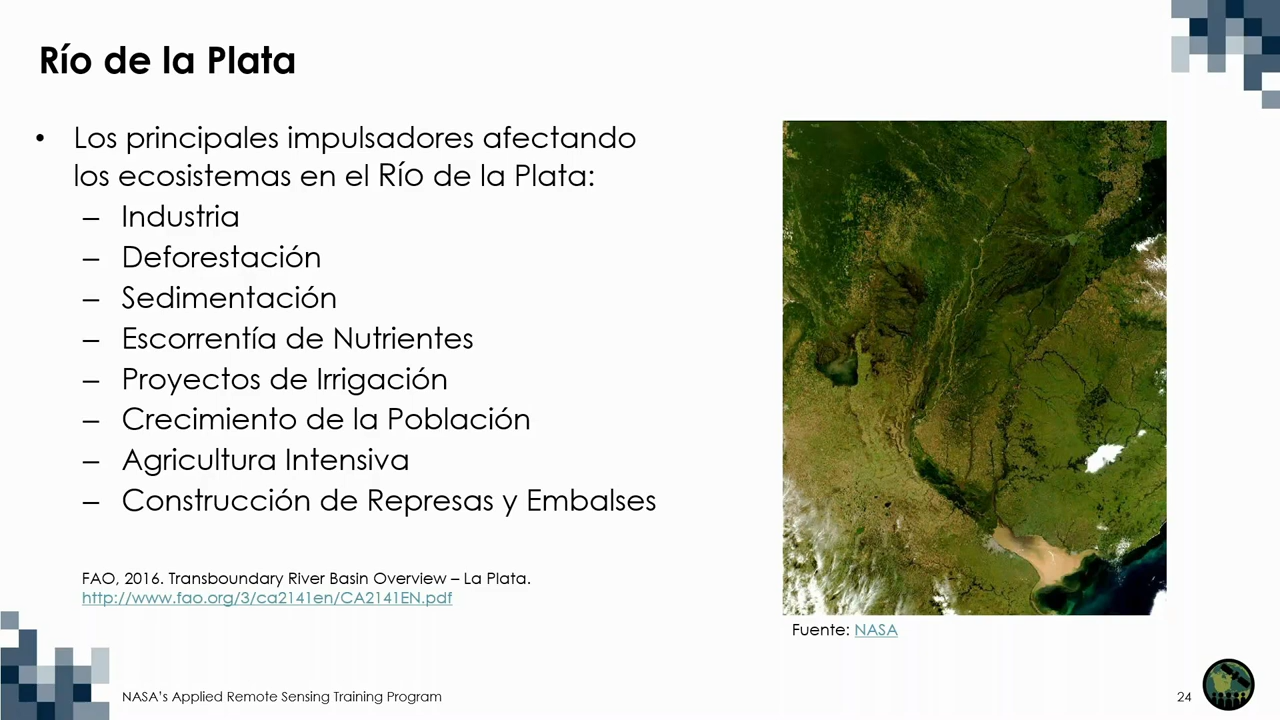 Río de la Plata
• Los principales impulsadores afectando
los ecosistemas en el Río de la Plata:
– Industria
– Deforestación
– Sedimentación
– Escorrentía de Nutrientes
– Proyectos de Irrigación
– Crecimiento de la Población
– Agricultura Intensiva
– Construcción de Represas y Embalses
FAO, 2016. Transboundary River Basin Overview – La Plata.
http://www.fao.org/3/ca2141en/CA2141EN.pdf
Fuente: NASA
NASA's Applied Remote Sensing Training Program
24